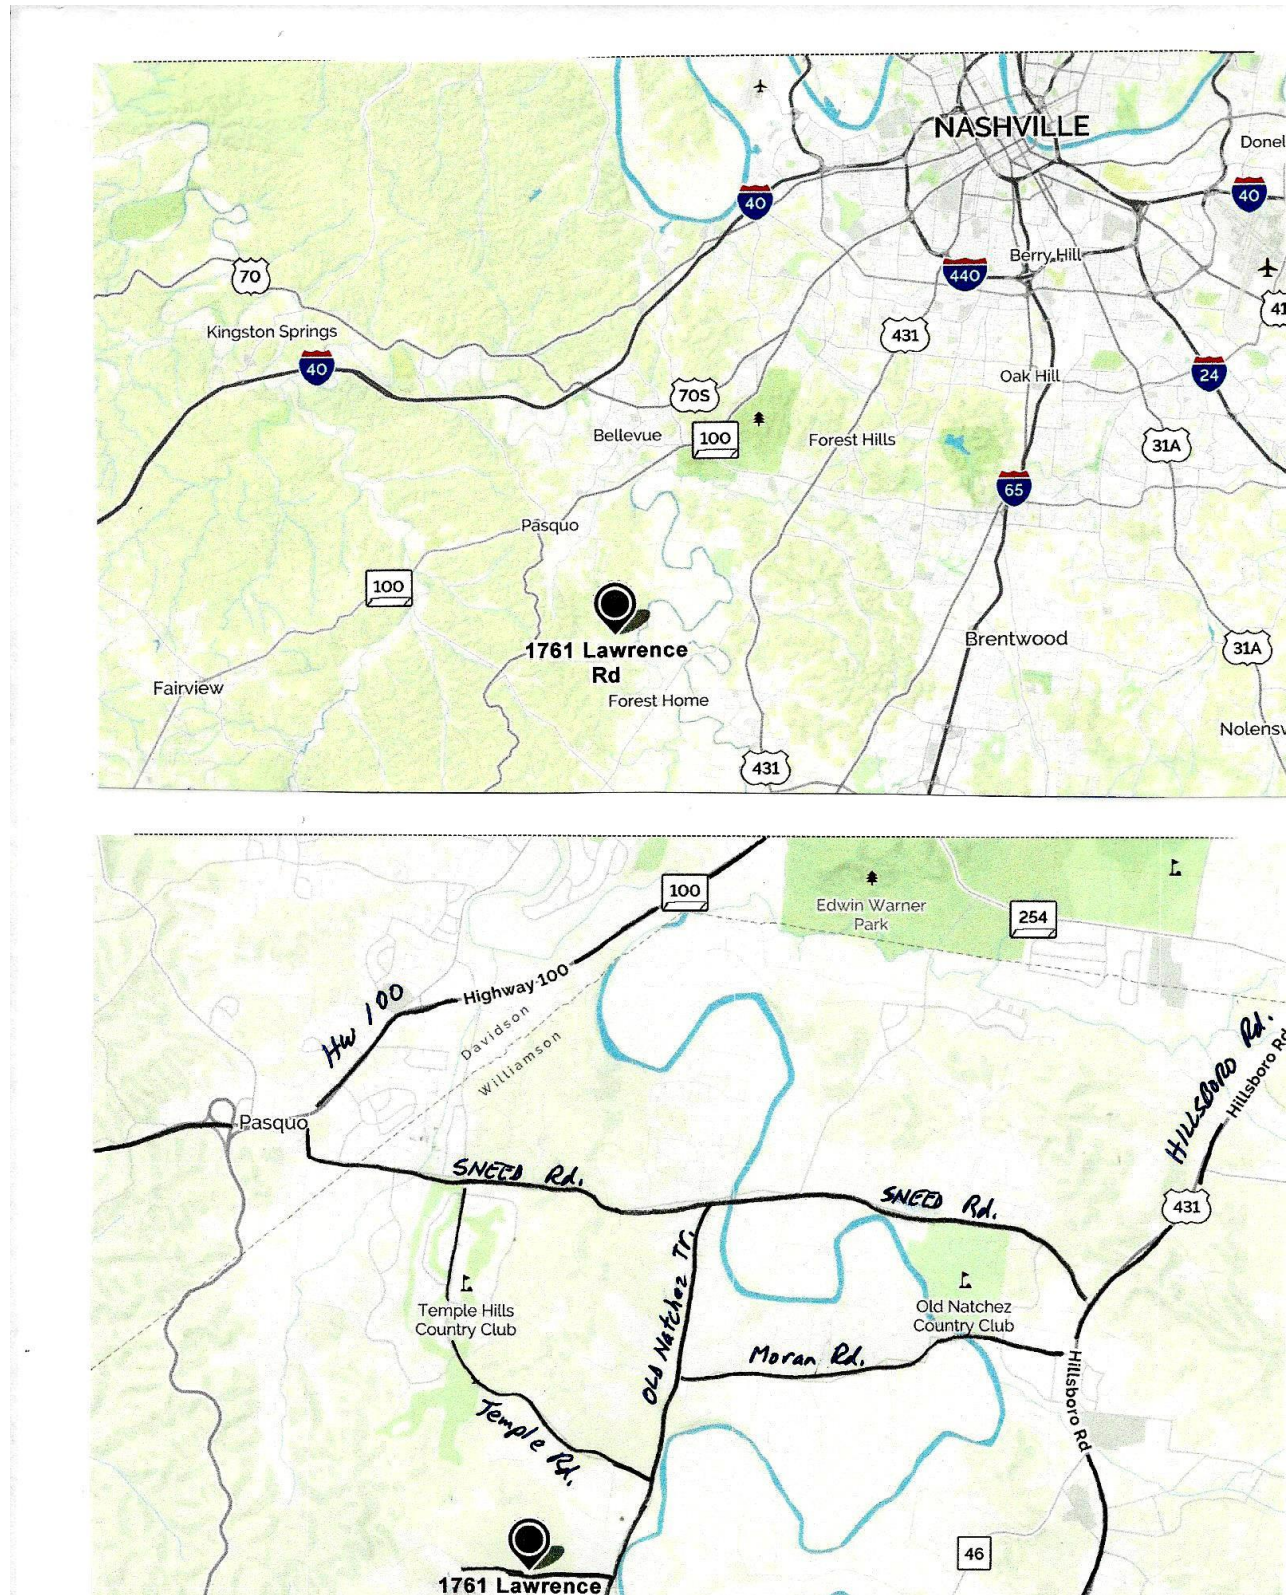 NASHVILLE
Donel
40
40
70
Berry Hill
440
41
Kingston Springs
431
40
Oak Hill
24
70S
Bellevue
100
Forest Hills
31A
65
Pasquo
100
1761 Lawrence
Rd
Brentwood
31A
Fairview
Forest Home
Nolensv
431
100
Edwin Warner
Park
254
Highway 100
HW 100
Davidson
Williamson
HILLSBORO Rd.
Hillsboro Rd
Pasquo
SNEED Rd.
SNEED Rd.
431
OLD Natchez Tr.
Temple Hills
Country Club
Old Natchez
Country Club
Moran Rd.
Hillsboro Rd
Temple Rd.
46
1761 Lawrence